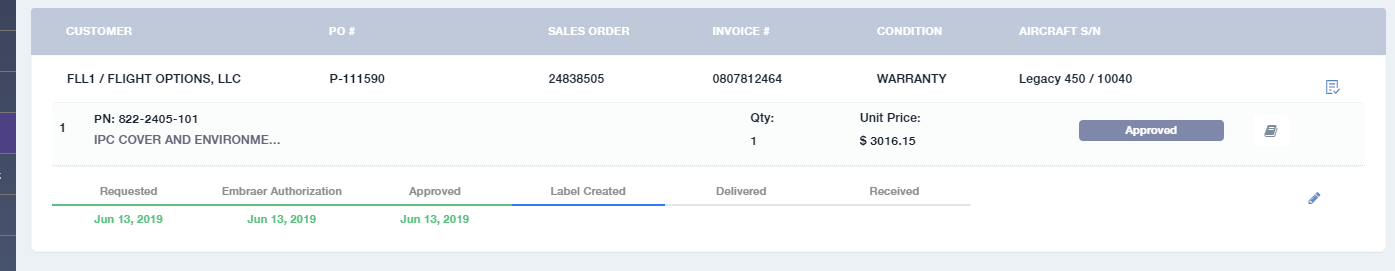 CUSTOMER PO # SALES ORDER INVOICE # CONDITION AIRCRAFT S/N
FLL1 / FLIGHT OPTIONS, LLC P-111590 24838505 0807812464 WARRANTY Legacy 450 / 10040
1 PN: 822-2405-101 Qty: Unit Price:
IPC COVER AND ENVIRONME... 1 $ 3016.15 Approved
Requested Embraer Authorization Approved Label Created Delivered Received
Jun 13, 2019 Jun 13, 2019 Jun 13, 2019